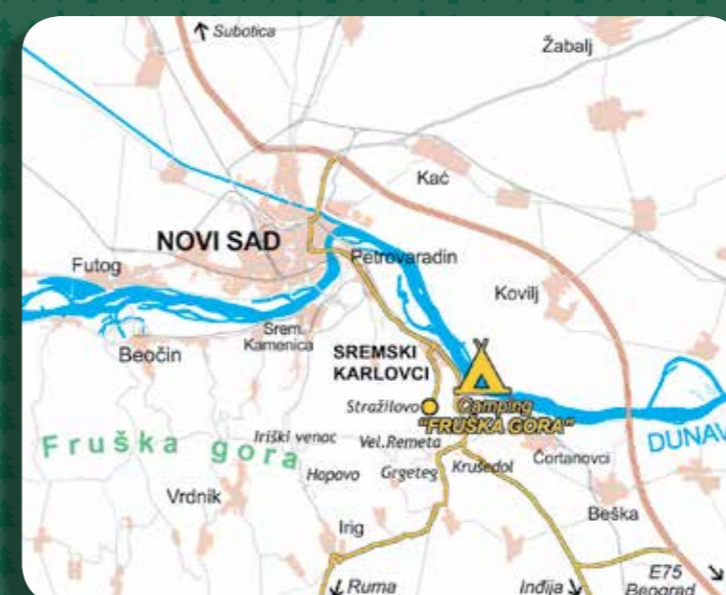 Subotica
Žabalj
Kać
NOVI SAD
Petrovaradin
Futog
Kovilj
Srem.
Kamenica
Beočin
SREMSKI
KARLOVCI
Stražilovo
Camping
"FRUŠKA GORA"
DUNAV
Fruška gora
Iriški venac
Vel.Remeta
Hopovo
Grgeteg
Krušedol
Čortanovci
Vrdnik
Beška
Irig
Ruma
Inđija
E75
Beograd